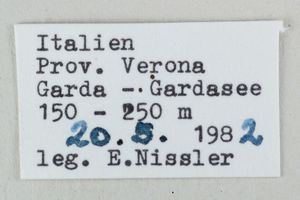 Italien
Prov. Verona
Garda - Gardasee
150 - 250 m
20.5. 1982
leg. E.Nissler